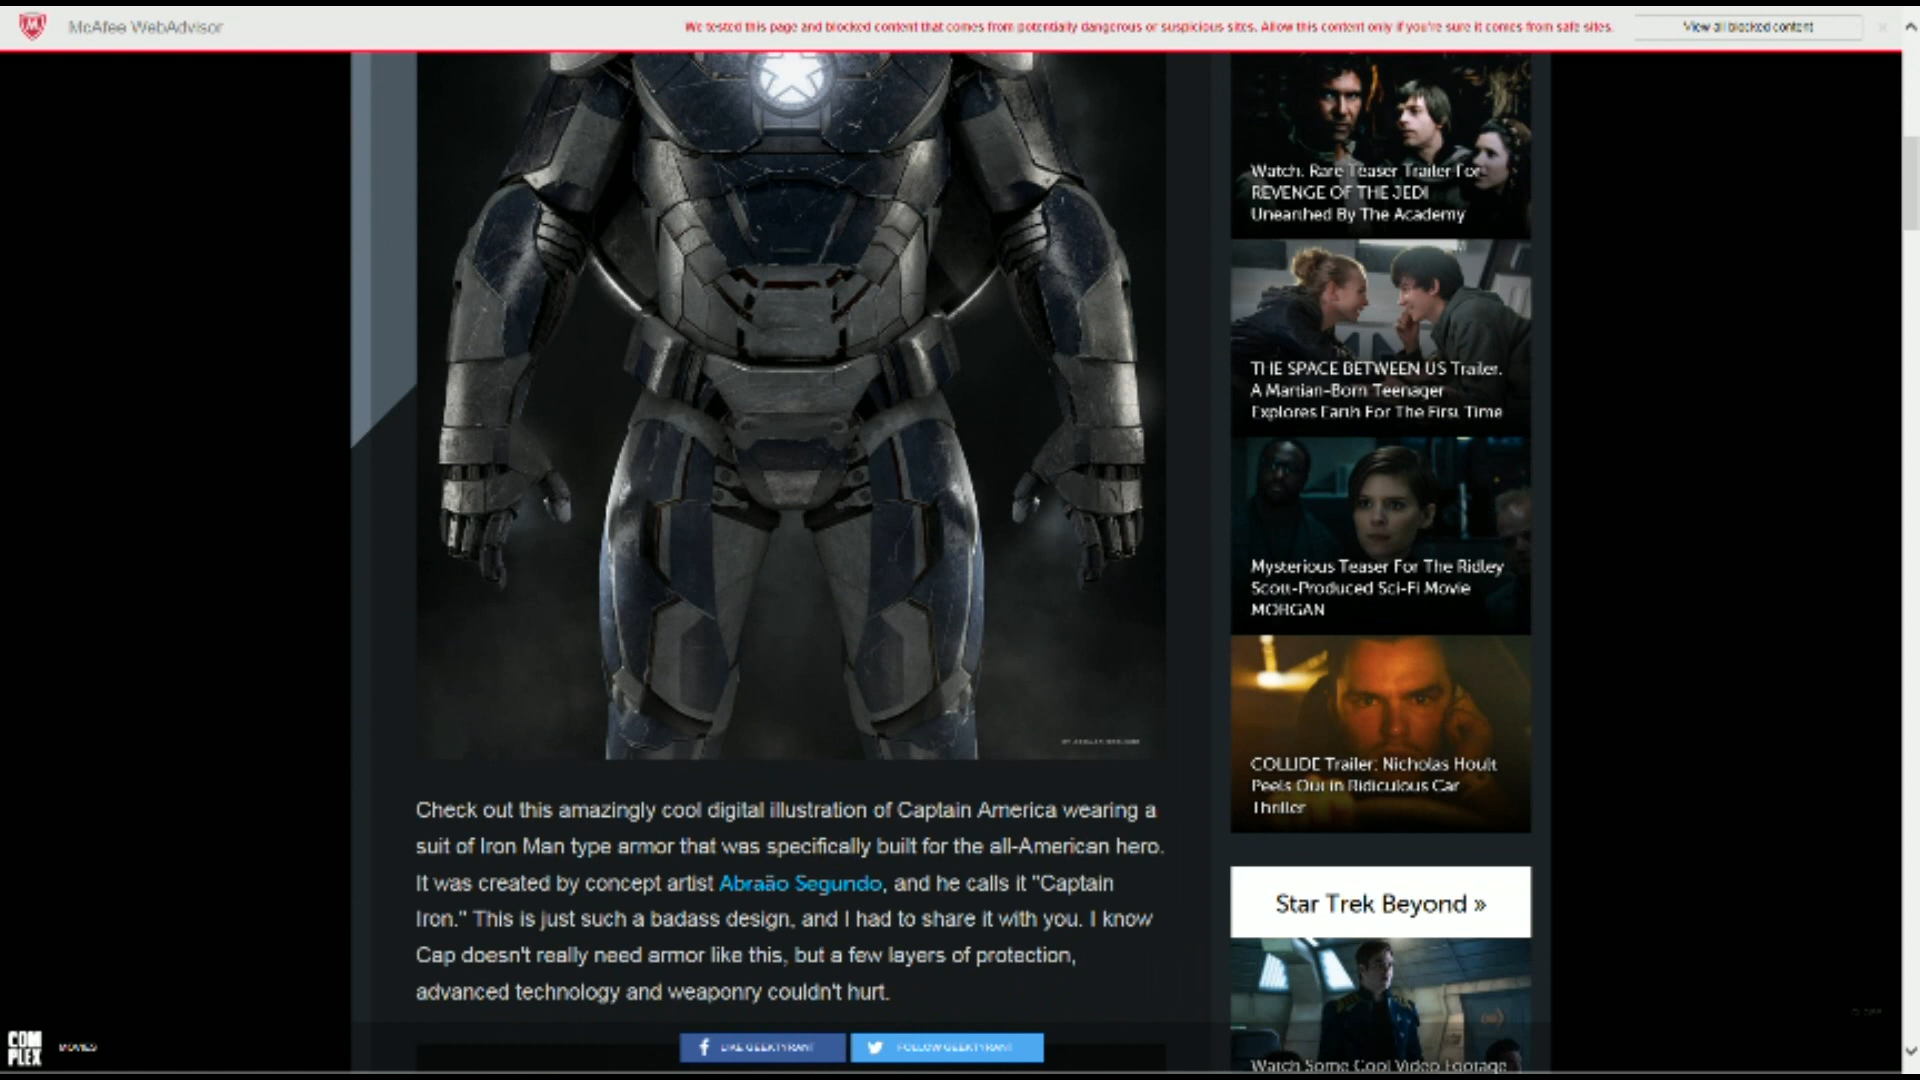 McAfee WebAdvisor
We tested this page and blocked content that comes from potentially dangerous or suspicious sites. Allow this content only if you're sure it comes from safe sites.
View all blocked content
Watch: Rare Teaser Trailer For
REVENGE OF THE JEDI
Unearthed By The Academy
THE SPACE BETWEEN US Trailer.
A Martian-Born Teenager
Explores Earth For The First Time
Mysterious Teaser For The Ridley
Scott-Produced Sci-Fi Movie
MORGAN
COLLIDE Trailer: Nicholas Hoult
Peels Out in Ridiculous Car
Thriller
Check out this amazingly cool digital illustration of Captain America wearing a
suit of Iron Man type armor that was specifically built for the all-American hero.
It was created by concept artist Abraão Segundo, and he calls it "Captain
Iron." This is just such a badass design, and I had to share it with you. I know
Cap doesn't really need armor like this, but a few layers of protection,
advanced technology and weaponry couldn't hurt.
Star Trek Beyond »
Watch Some Cool Video Footage
LIKE GEEKTYRANT
FOLLOW GEEKTYRANT
COMPLEX
MOVIES